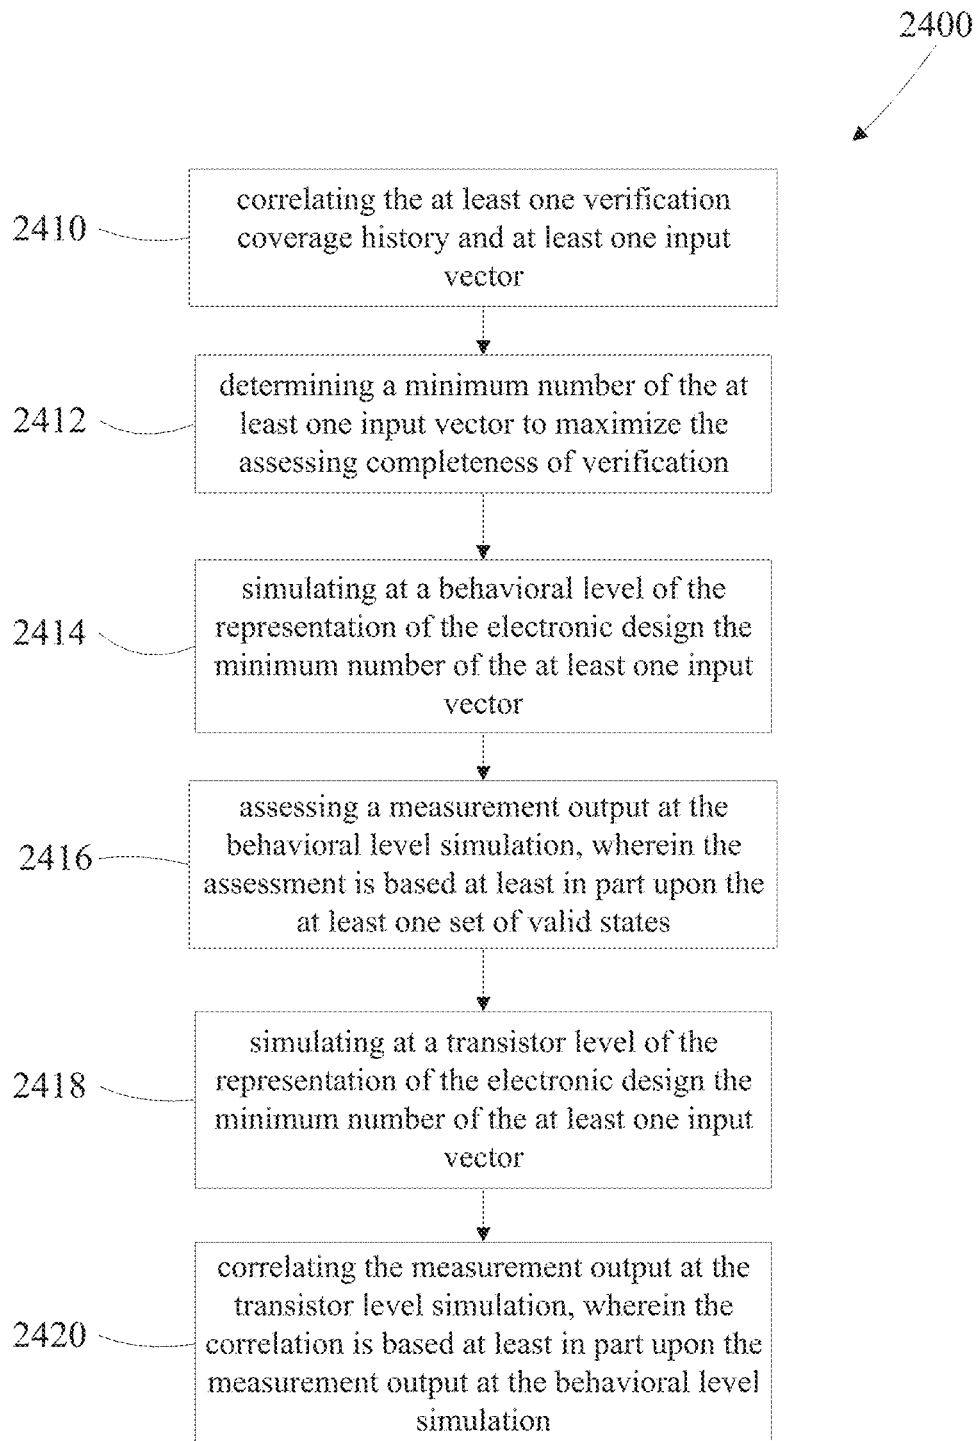 2400
2410
correlating the at least one verification
coverage history and at least one input
vector
2412
determining a minimum number of the at
least one input vector to maximize the
assessing completeness of verification
2414
simulating at a behavioral level of the
representation of the electronic design the
minimum number of the at least one input
vector
2416
assessing a measurement output at the
behavioral level simulation, wherein the
assessment is based at least in part upon the
at least one set of valid states
2418
simulating at a transistor level of the
representation of the electronic design the
minimum number of the at least one input
vector
2420
correlating the measurement output at the
transistor level simulation, wherein the
correlation is based at least in part upon the
measurement output at the behavioral level
simulation